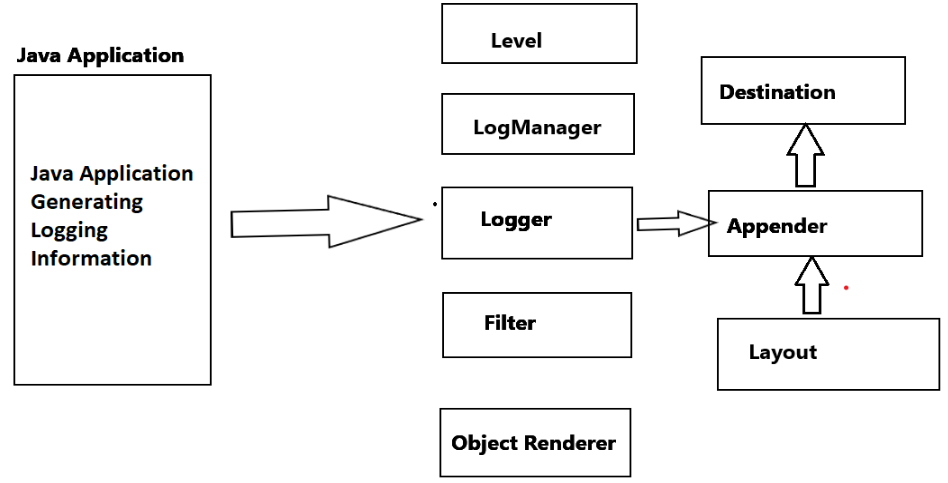 Java Application
Java Application
Generating
Logging
Information
Level
LogManager
Logger
Filter
Object Renderer
Destination
Appender
Layout